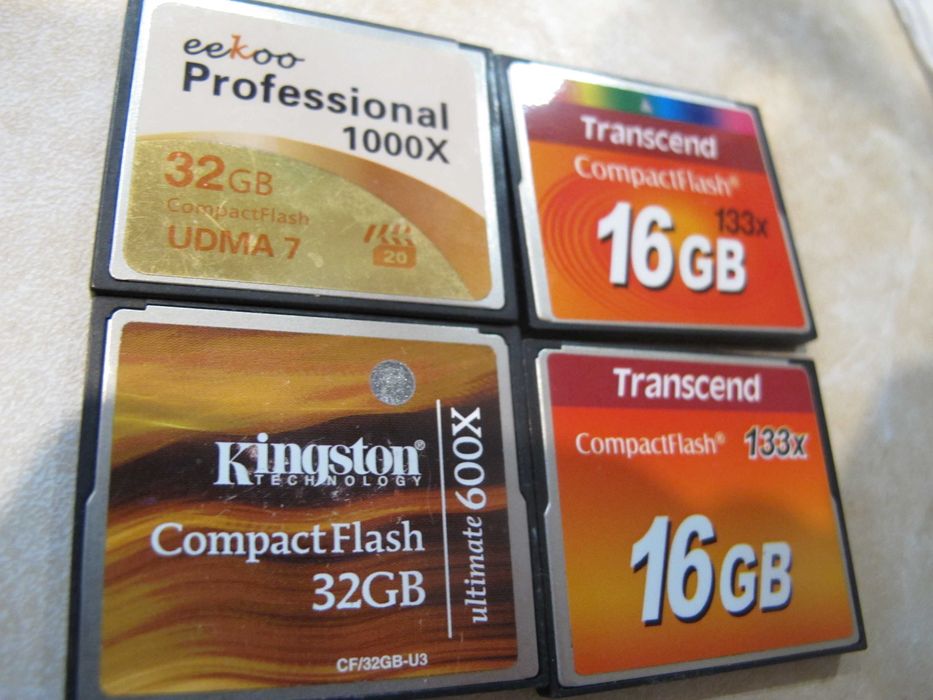 eekoo
Professional
1000X
32GB
CompactFlash
UDMA 7
20
Transcend
CompactFlash®
133x
16GB
Kingston®
TECHNOLOGY
CompactFlash
32GB
ultimate 600X
CF/32GB-U3
Transcend
CompactFlash® 133x
16GB